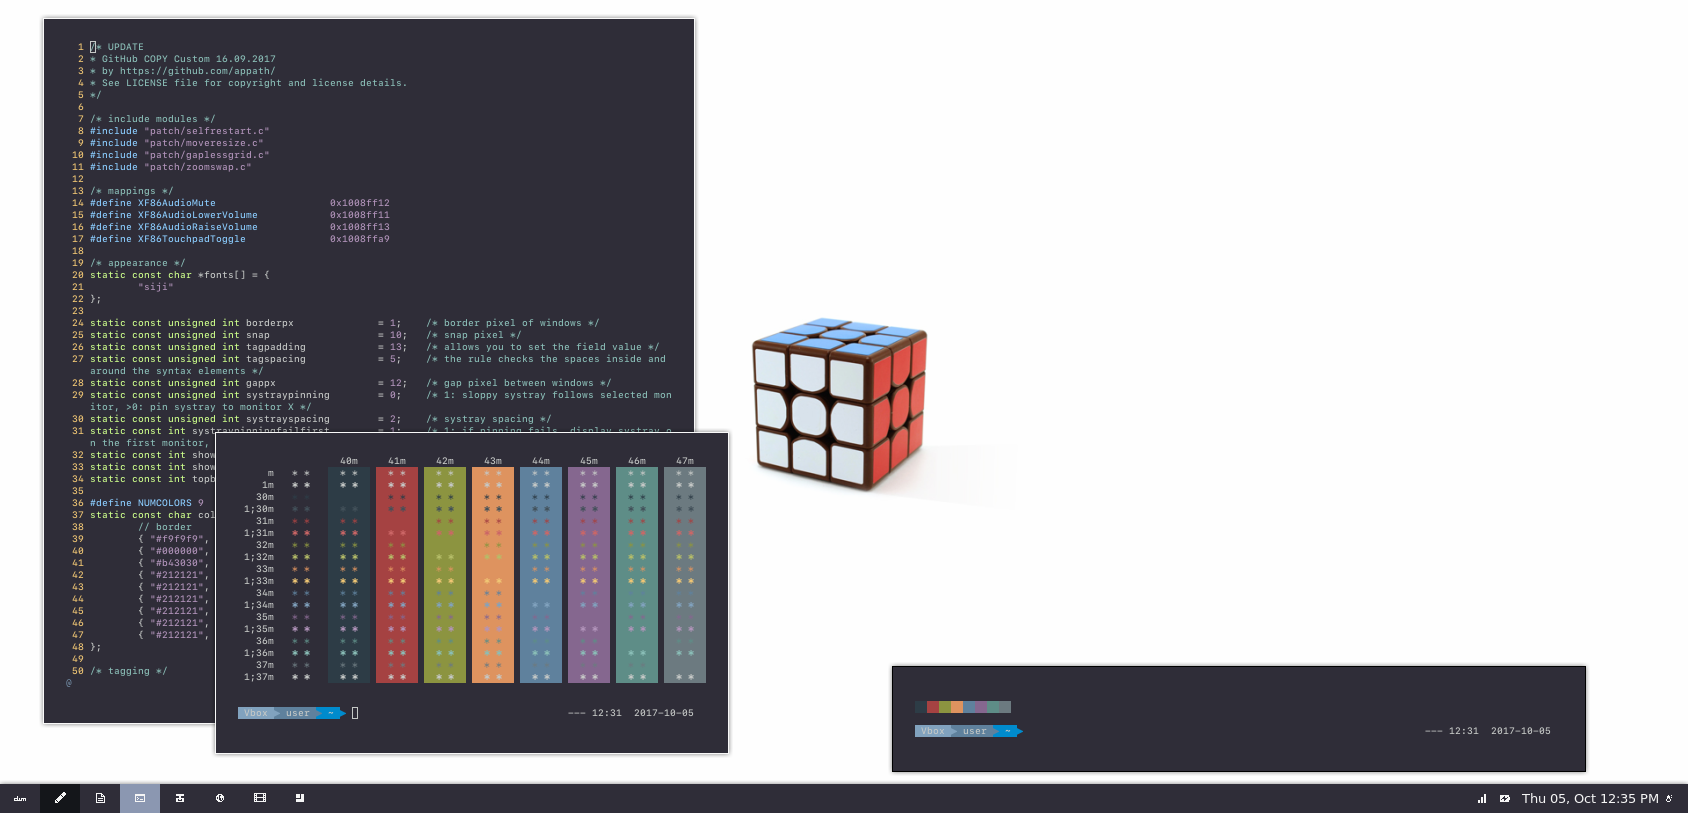 1 /* UPDATE
2 * GitHub COPY Custom 16.09.2017
3 * by https://github.com/appath/
4 * See LICENSE file for copyright and license details.
5 */
6
7 /* include modules */
8 #include "patch/selfrestart.c"
9 #include "patch/moveresize.c"
10 #include "patch/gaplessgrid.c"
11 #include "patch/zoomswap.c"
12
13 /* mappings */
14 #define XF86AudioMute 0x1008ff12
15 #define XF86AudioLowerVolume 0x1008ff11
16 #define XF86AudioRaiseVolume 0x1008ff13
17 #define XF86TouchpadToggle 0x1008ffa9
18
19 /* appearance */
20 static const char *fonts[] = {
21 "siji"
22 };
23
24 static const unsigned int borderpx = 1; /* border pixel of windows */
25 static const unsigned int snap = 10; /* snap pixel */
26 static const unsigned int tagpadding = 13; /* allows you to set the field value */
27 static const unsigned int tagspacing = 5; /* the rule checks the spaces inside and
around the syntax elements */
28 static const unsigned int gappx = 12; /* gap pixel between windows */
29 static const unsigned int systraypinning = 0; /* 1: sloppy systray follows selected mon
itor, >0: pin systray to monitor X */
30 static const unsigned int systrayspacing = 2; /* systray spacing */
31 static const int systraypinningfailfirst = 1; /* 1: if pinning fails, display systray o
n the first monitor,
32 static const int show
33 static const int show
34 static const int topb
35
36 #define NUMCOLORS 9
37 static const char col
38 // border
39 { "#f9f9f9",
40 { "#000000",
41 { "#b43030",
42 { "#212121",
43 { "#212121",
44 { "#212121",
45 { "#212121",
46 { "#212121",
47 { "#212121",
48 };
49
50 /* tagging */
@
40m 41m 42m 43m 44m 45m 46m 47m
m * * * * * * * * * * * * * * * * * *
1m * * * * * * * * * * * * * * * * * *
30m
1;30m
31m
1;31m
32m
1;32m
33m
1;33m
34m
1;34m
35m
1;35m
36m
1;36m
37m
1;37m
Vbox user ~ --- 12:31 2017-10-05
Vbox user ~ --- 12:31 2017-10-05
dwm Thu 05, Oct 12:35 PM